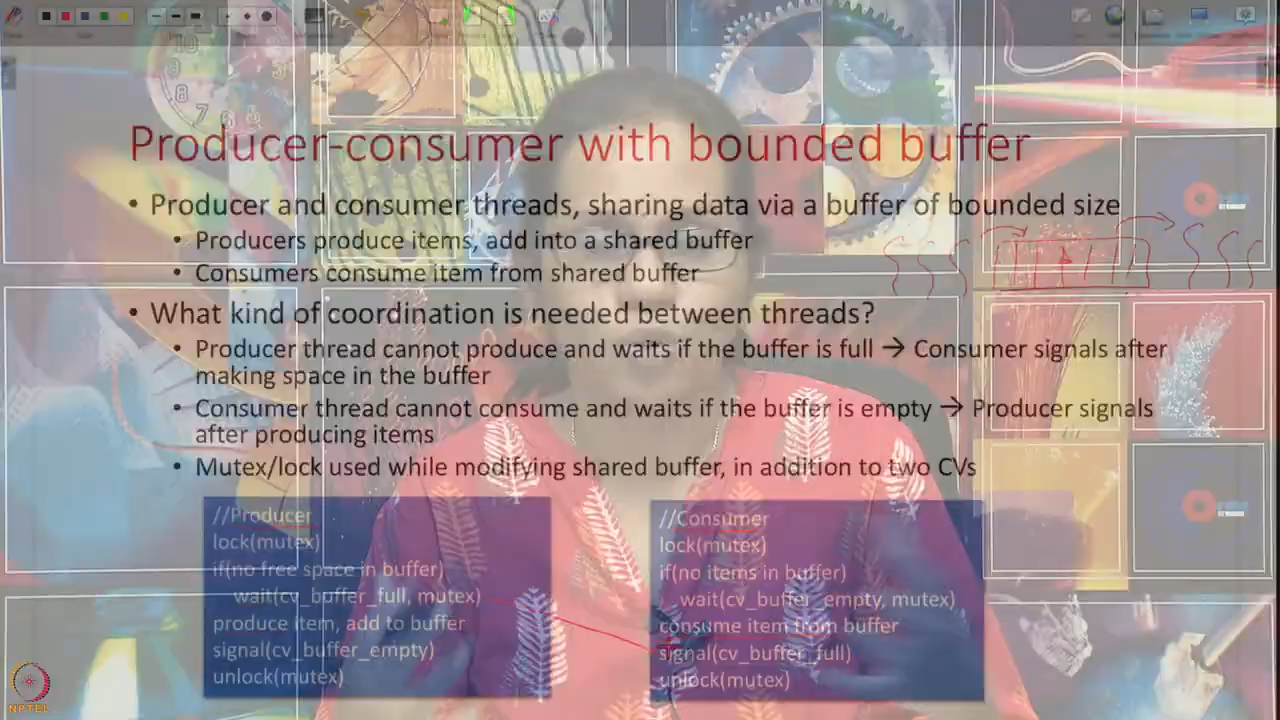 Producer-consumer with bounded buffer
• Producer and consumer threads, sharing data via a buffer of bounded size
• Producers produce items, add into a shared buffer
• Consumers consume item from shared buffer
• What kind of coordination is needed between threads?
• Producer thread cannot produce and waits if the buffer is full → Consumer signals after
making space in the buffer
• Consumer thread cannot consume and waits if the buffer is empty → Producer signals
after producing items
• Mutex/lock used while modifying shared buffer, in addition to two CVs
//Producer
lock(mutex)
if(no free space in buffer)
wait(cv_buffer_full, mutex)
produce item, add to buffer
signal(cv_buffer_empty)
unlock(mutex)
//Consumer
lock(mutex)
if(no items in buffer)
wait(cv_buffer_empty, mutex)
consume item from buffer
signal(cv_buffer_full)
unlock(mutex)
10
9
8
7
6
5
NPTEL